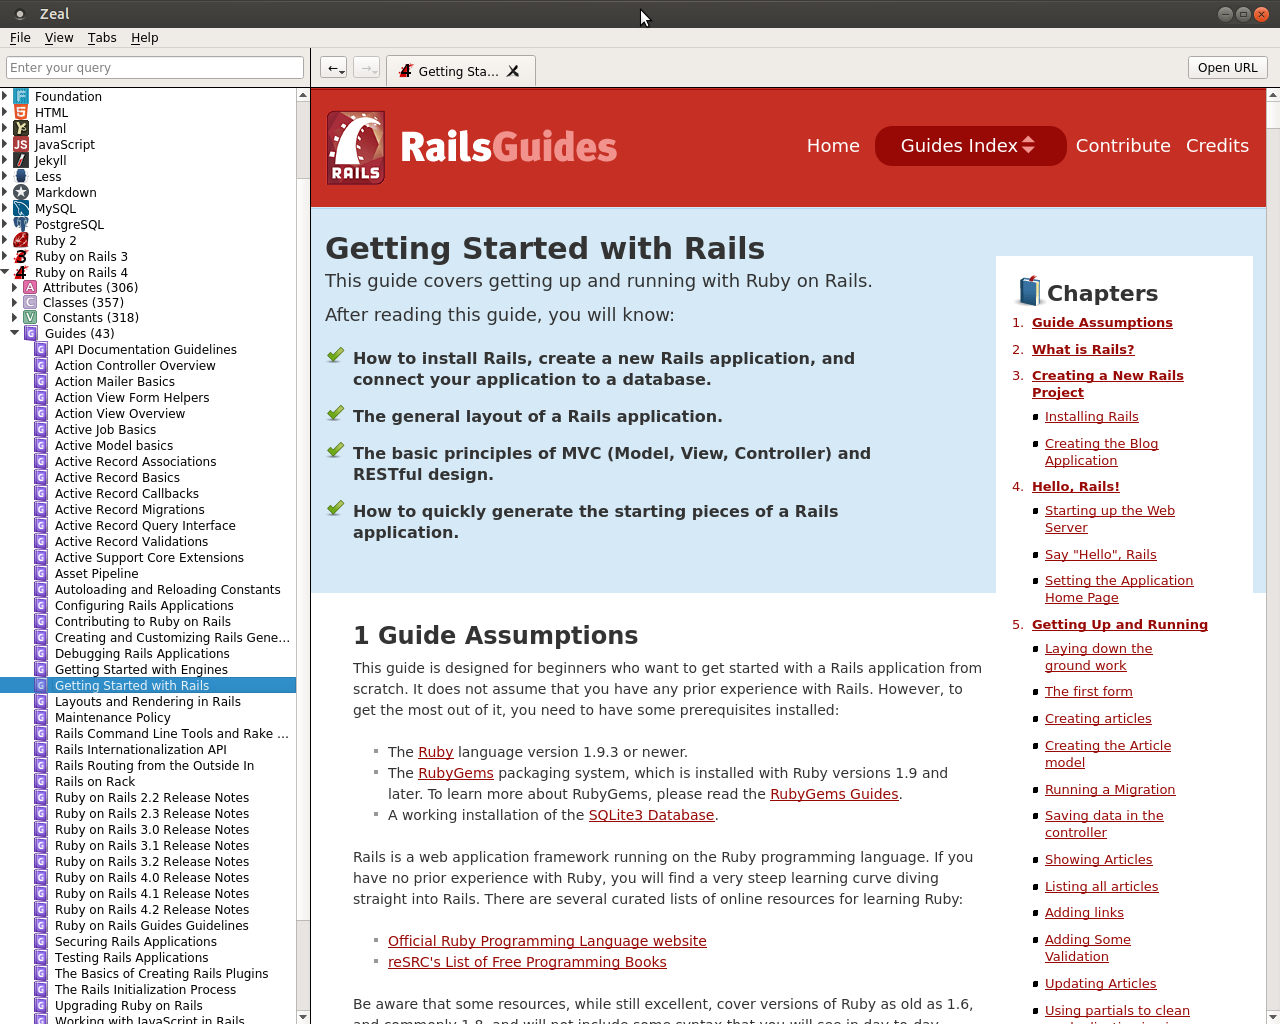 Zeal
File View Tabs Help
Enter your query
Getting Sta...
Open URL
Foundation
HTML
Haml
JavaScript
Jekyll
Less
Markdown
MySQL
PostgreSQL
Ruby 2
Ruby on Rails 3
Ruby on Rails 4
Attributes (306)
Classes (357)
Constants (318)
Guides (43)
API Documentation Guidelines
Action Controller Overview
Action Mailer Basics
Action View Form Helpers
Action View Overview
Active Job Basics
Active Model basics
Active Record Associations
Active Record Basics
Active Record Callbacks
Active Record Migrations
Active Record Query Interface
Active Record Validations
Active Support Core Extensions
Asset Pipeline
Autoloading and Reloading Constants
Configuring Rails Applications
Contributing to Ruby on Rails
Creating and Customizing Rails Gene...
Debugging Rails Applications
Getting Started with Engines
Getting Started with Rails
Layouts and Rendering in Rails
Maintenance Policy
Rails Command Line Tools and Rake ...
Rails Internationalization API
Rails Routing from the Outside In
Rails on Rack
Ruby on Rails 2.2 Release Notes
Ruby on Rails 2.3 Release Notes
Ruby on Rails 3.0 Release Notes
Ruby on Rails 3.1 Release Notes
Ruby on Rails 3.2 Release Notes
Ruby on Rails 4.0 Release Notes
Ruby on Rails 4.1 Release Notes
Ruby on Rails 4.2 Release Notes
Ruby on Rails Guides Guidelines
Securing Rails Applications
Testing Rails Applications
The Basics of Creating Rails Plugins
The Rails Initialization Process
Upgrading Ruby on Rails
Working with JavaScript in Rails
RAILS
RailsGuides
Home Guides Index Contribute Credits
Getting Started with Rails
This guide covers getting up and running with Ruby on Rails.
After reading this guide, you will know:
How to install Rails, create a new Rails application, and
connect your application to a database.
The general layout of a Rails application.
The basic principles of MVC (Model, View, Controller) and
RESTful design.
How to quickly generate the starting pieces of a Rails
application.
1 Guide Assumptions
This guide is designed for beginners who want to get started with a Rails application from
scratch. It does not assume that you have any prior experience with Rails. However, to
get the most out of it, you need to have some prerequisites installed:
The Ruby language version 1.9.3 or newer.
The RubyGems packaging system, which is installed with Ruby versions 1.9 and
later. To learn more about RubyGems, please read the RubyGems Guides.
A working installation of the SQLite3 Database.
Rails is a web application framework running on the Ruby programming language. If you
have no prior experience with Ruby, you will find a very steep learning curve diving
straight into Rails. There are several curated lists of online resources for learning Ruby:
Official Ruby Programming Language website
reSRC's List of Free Programming Books
Be aware that some resources, while still excellent, cover versions of Ruby as old as 1.6,
and commonly 1.8, and will not include some syntax that you will see in day-to-day
Chapters
1. Guide Assumptions
2. What is Rails?
3. Creating a New Rails
Project
Installing Rails
Creating the Blog
Application
4. Hello, Rails!
Starting up the Web
Server
Say "Hello", Rails
Setting the Application
Home Page
5. Getting Up and Running
Laying down the
ground work
The first form
Creating articles
Creating the Article
model
Running a Migration
Saving data in the
controller
Showing Articles
Listing all articles
Adding links
Adding Some
Validation
Updating Articles
Using partials to clean